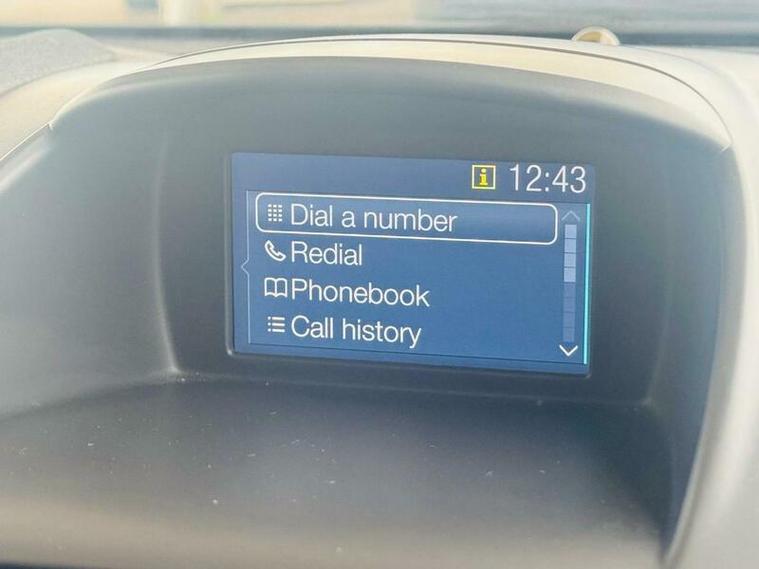 i 12:43
Dial a number
Redial
Phonebook
Call history